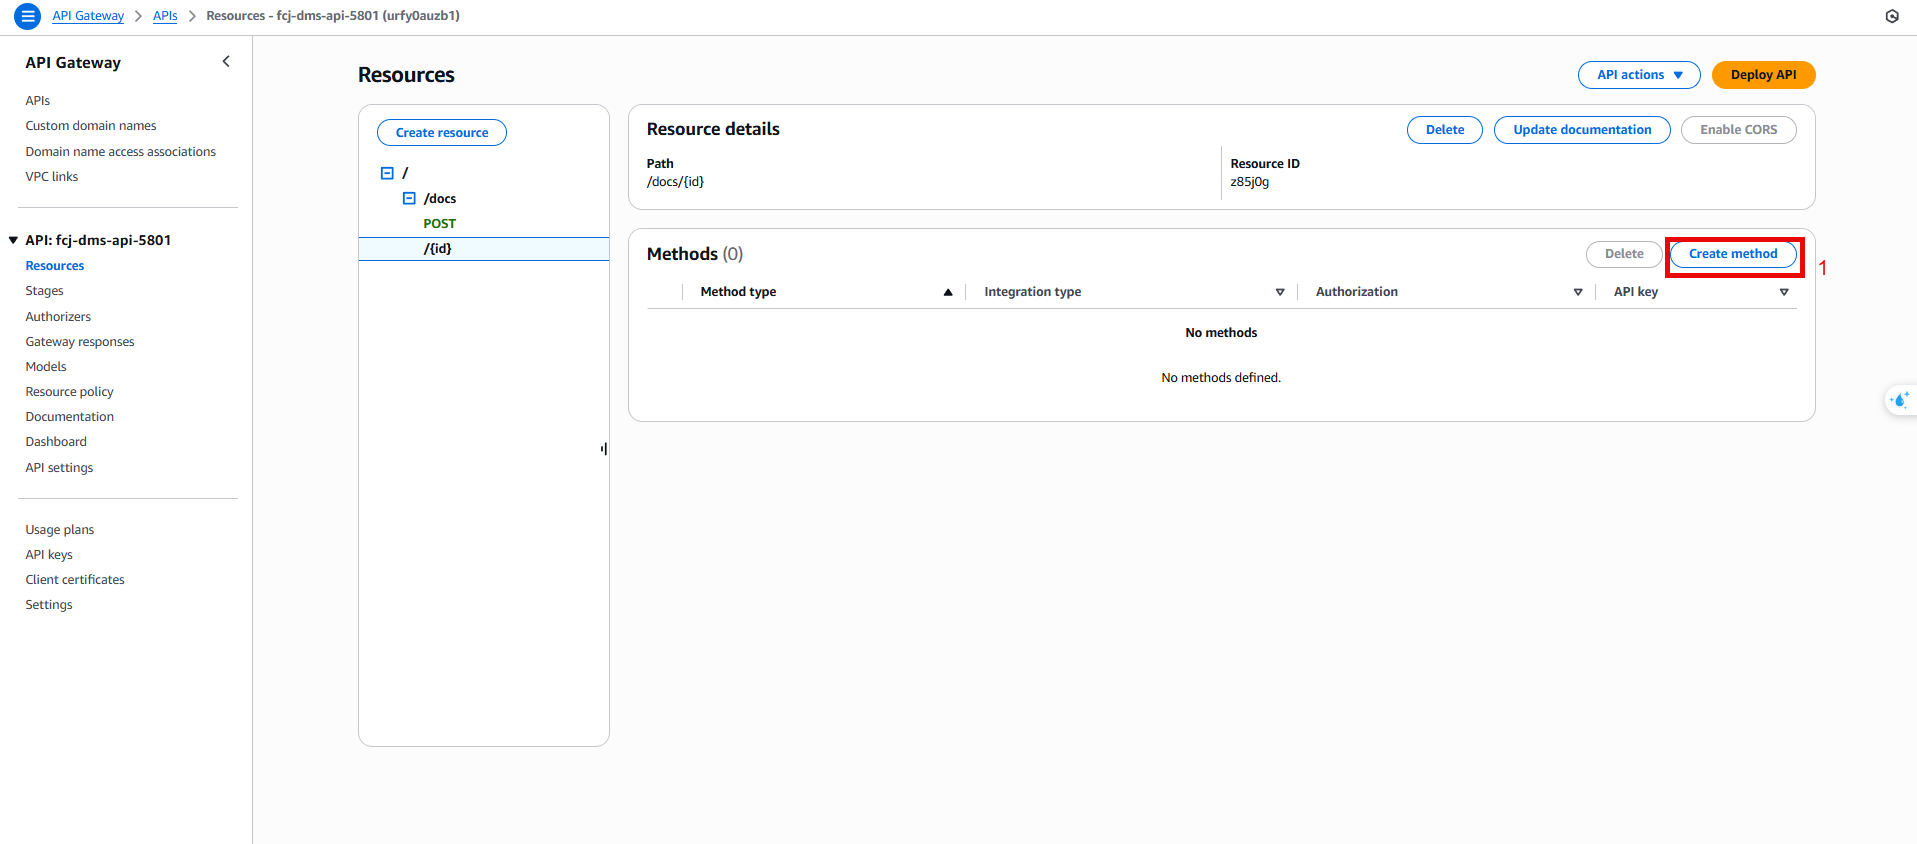 API Gateway > APIs > Resources - fcj-dms-api-5801 (urfy0auzb1)
API Gateway
APIs
Custom domain names
Domain name access associations
VPC links
API: fcj-dms-api-5801
Resources
Stages
Authorizers
Gateway responses
Models
Resource policy
Documentation
Dashboard
API settings
Usage plans
API keys
Client certificates
Settings
Resources
API actions
Deploy API
Create resource
/
/docs
POST
/{id}
Resource details
Delete
Update documentation
Enable CORS
Path
/docs/{id}
Resource ID
z85j0g
Methods (0)
Delete
Create method
1
Method type
Integration type
Authorization
API key
No methods
No methods defined.